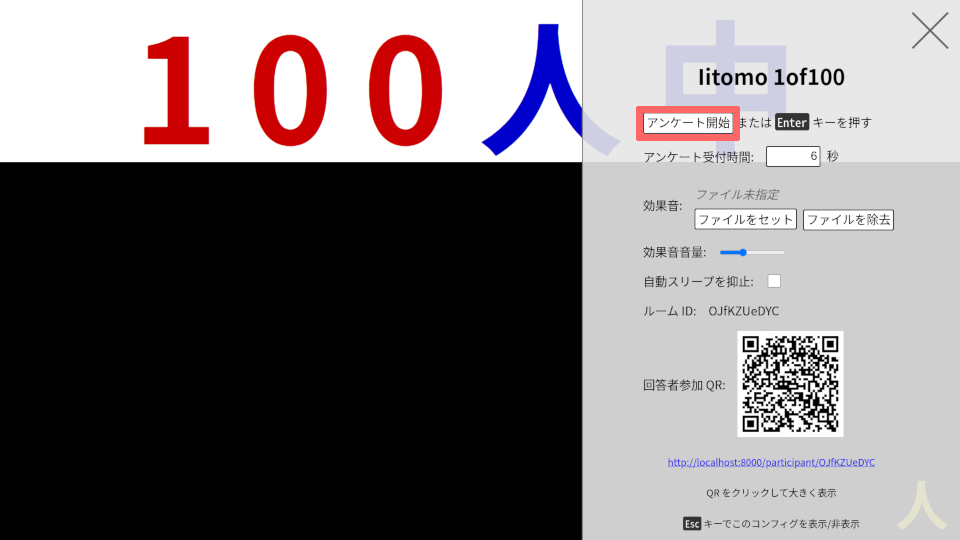 100人中
Iitomo 1of100
アンケート開始 または Enter キーを押す
アンケート受付時間: 6 秒
ファイル未指定
効果音:
ファイルをセット ファイルを除去
効果音音量:
自動スリープを抑止:
ルーム ID: OJfKZUeDYC
回答者参加 QR:
http://localhost:8000/participant/OJfKZUeDYC
QR をクリックして大きく表示
人
Esc キーでこのコンフィグを表示/非表示